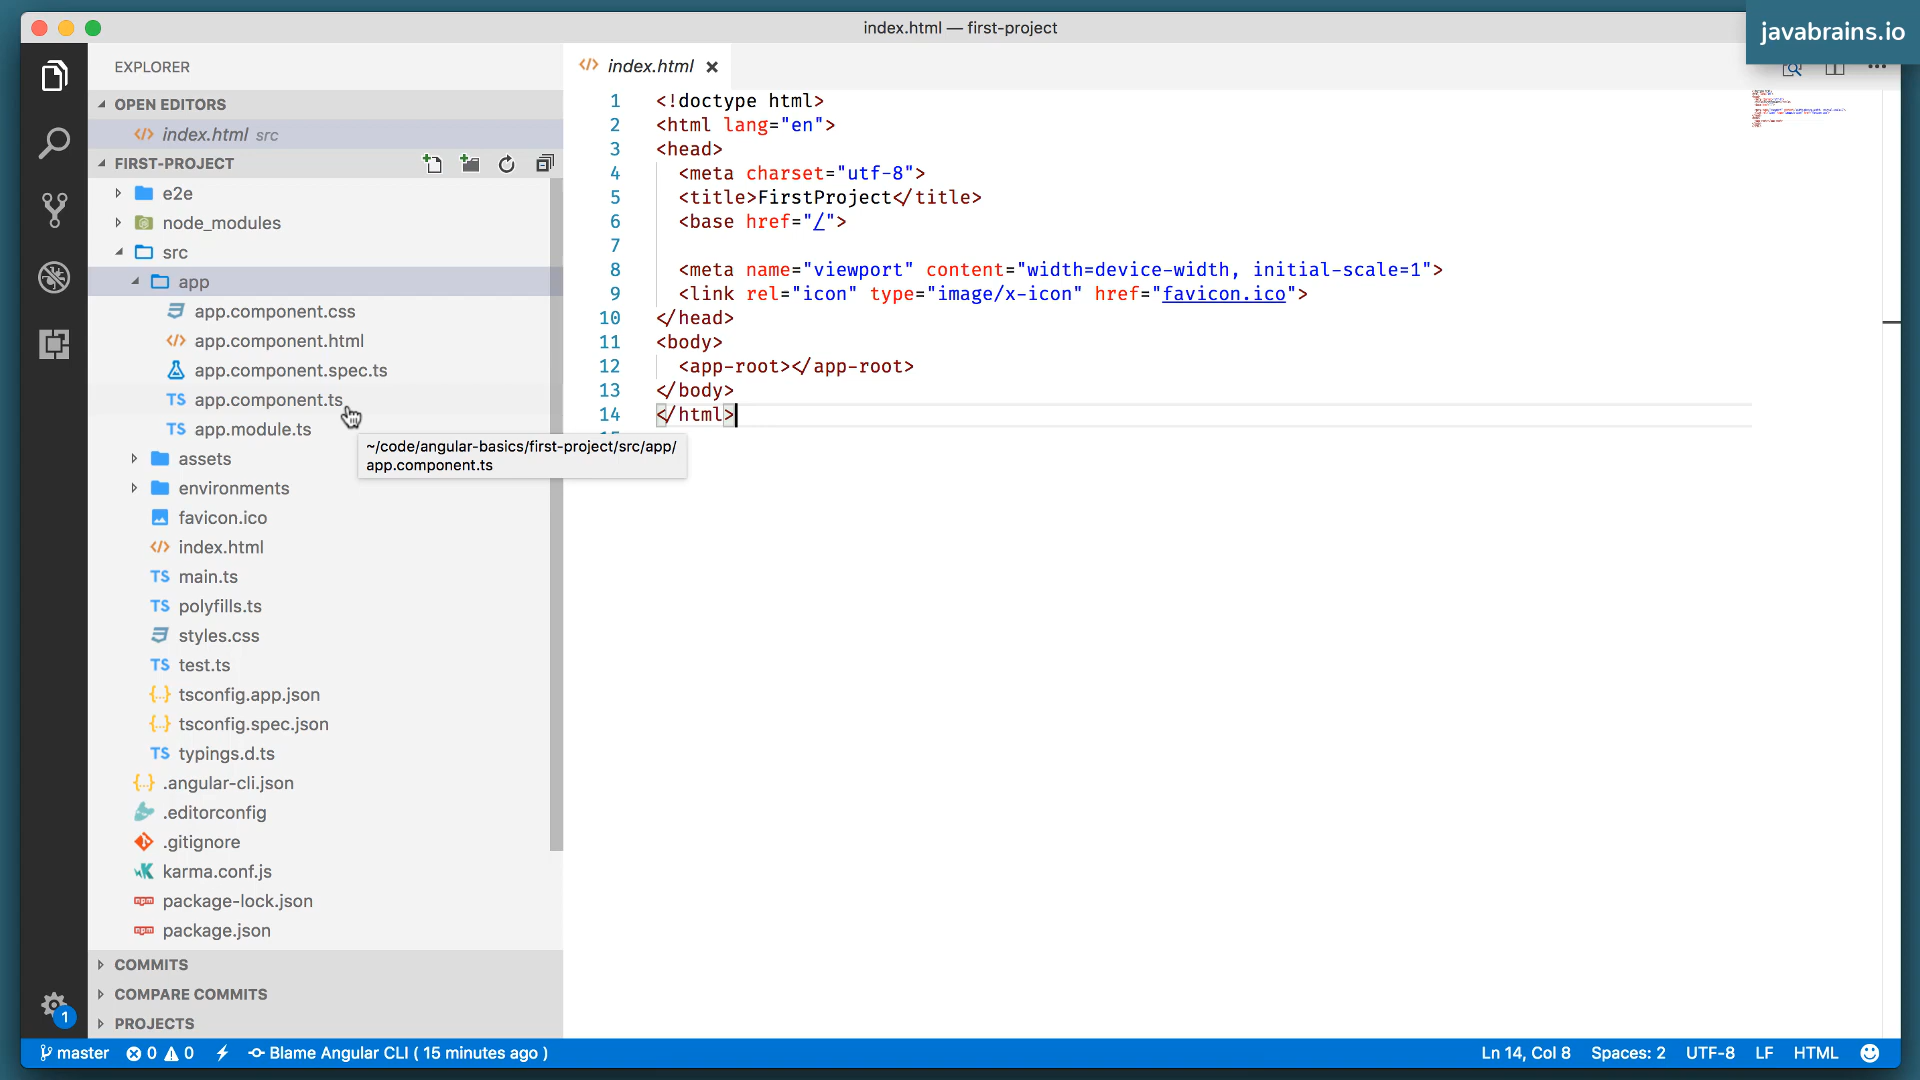 index.html — first-project
javabrains.io
EXPLORER
OPEN EDITORS
index.html src
FIRST-PROJECT
e2e
node_modules
src
app
app.component.css
app.component.html
app.component.spec.ts
app.component.ts
app.module.ts
assets
environments
favicon.ico
index.html
main.ts
polyfills.ts
styles.css
test.ts
tsconfig.app.json
tsconfig.spec.json
typings.d.ts
.angular-cli.json
.editorconfig
.gitignore
karma.conf.js
package-lock.json
package.json
COMMITS
COMPARE COMMITS
PROJECTS
~/code/angular-basics/first-project/src/app/
app.component.ts
index.html
1 <!doctype html>
2 <html lang="en">
3 <head>
4 <meta charset="utf-8">
5 <title>FirstProject</title>
6 <base href="/">
7
8 <meta name="viewport" content="width=device-width, initial-scale=1">
9 <link rel="icon" type="image/x-icon" href="favicon.ico">
10 </head>
11 <body>
12 <app-root></app-root>
13 </body>
14 </html>
1
master 0 0 Blame Angular CLI ( 15 minutes ago ) Ln 14, Col 8 Spaces: 2 UTF-8 LF HTML